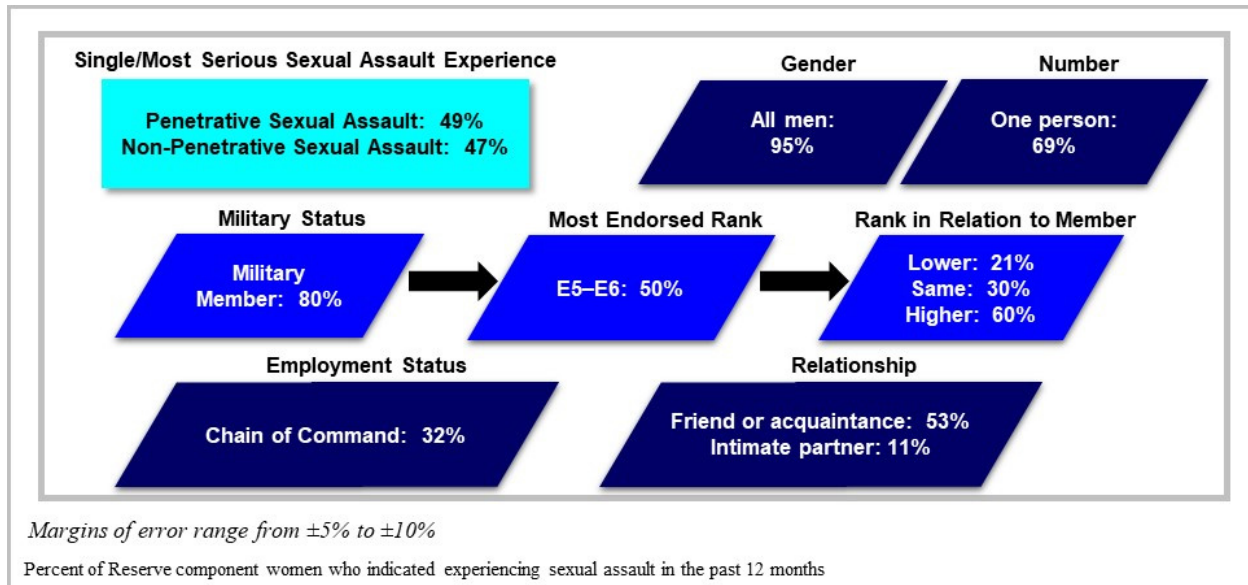 Single/Most Serious Sexual Assault Experience
Penetrative Sexual Assault: 49%
Non-Penetrative Sexual Assault: 47%
Gender
All men:
95%
Number
One person:
69%
Military Status
Military
Member: 80%
Most Endorsed Rank
E5–E6: 50%
Rank in Relation to Member
Lower: 21%
Same: 30%
Higher: 60%
Employment Status
Chain of Command: 32%
Relationship
Friend or acquaintance: 53%
Intimate partner: 11%
Margins of error range from ±5% to ±10%
Percent of Reserve component women who indicated experiencing sexual assault in the past 12 months